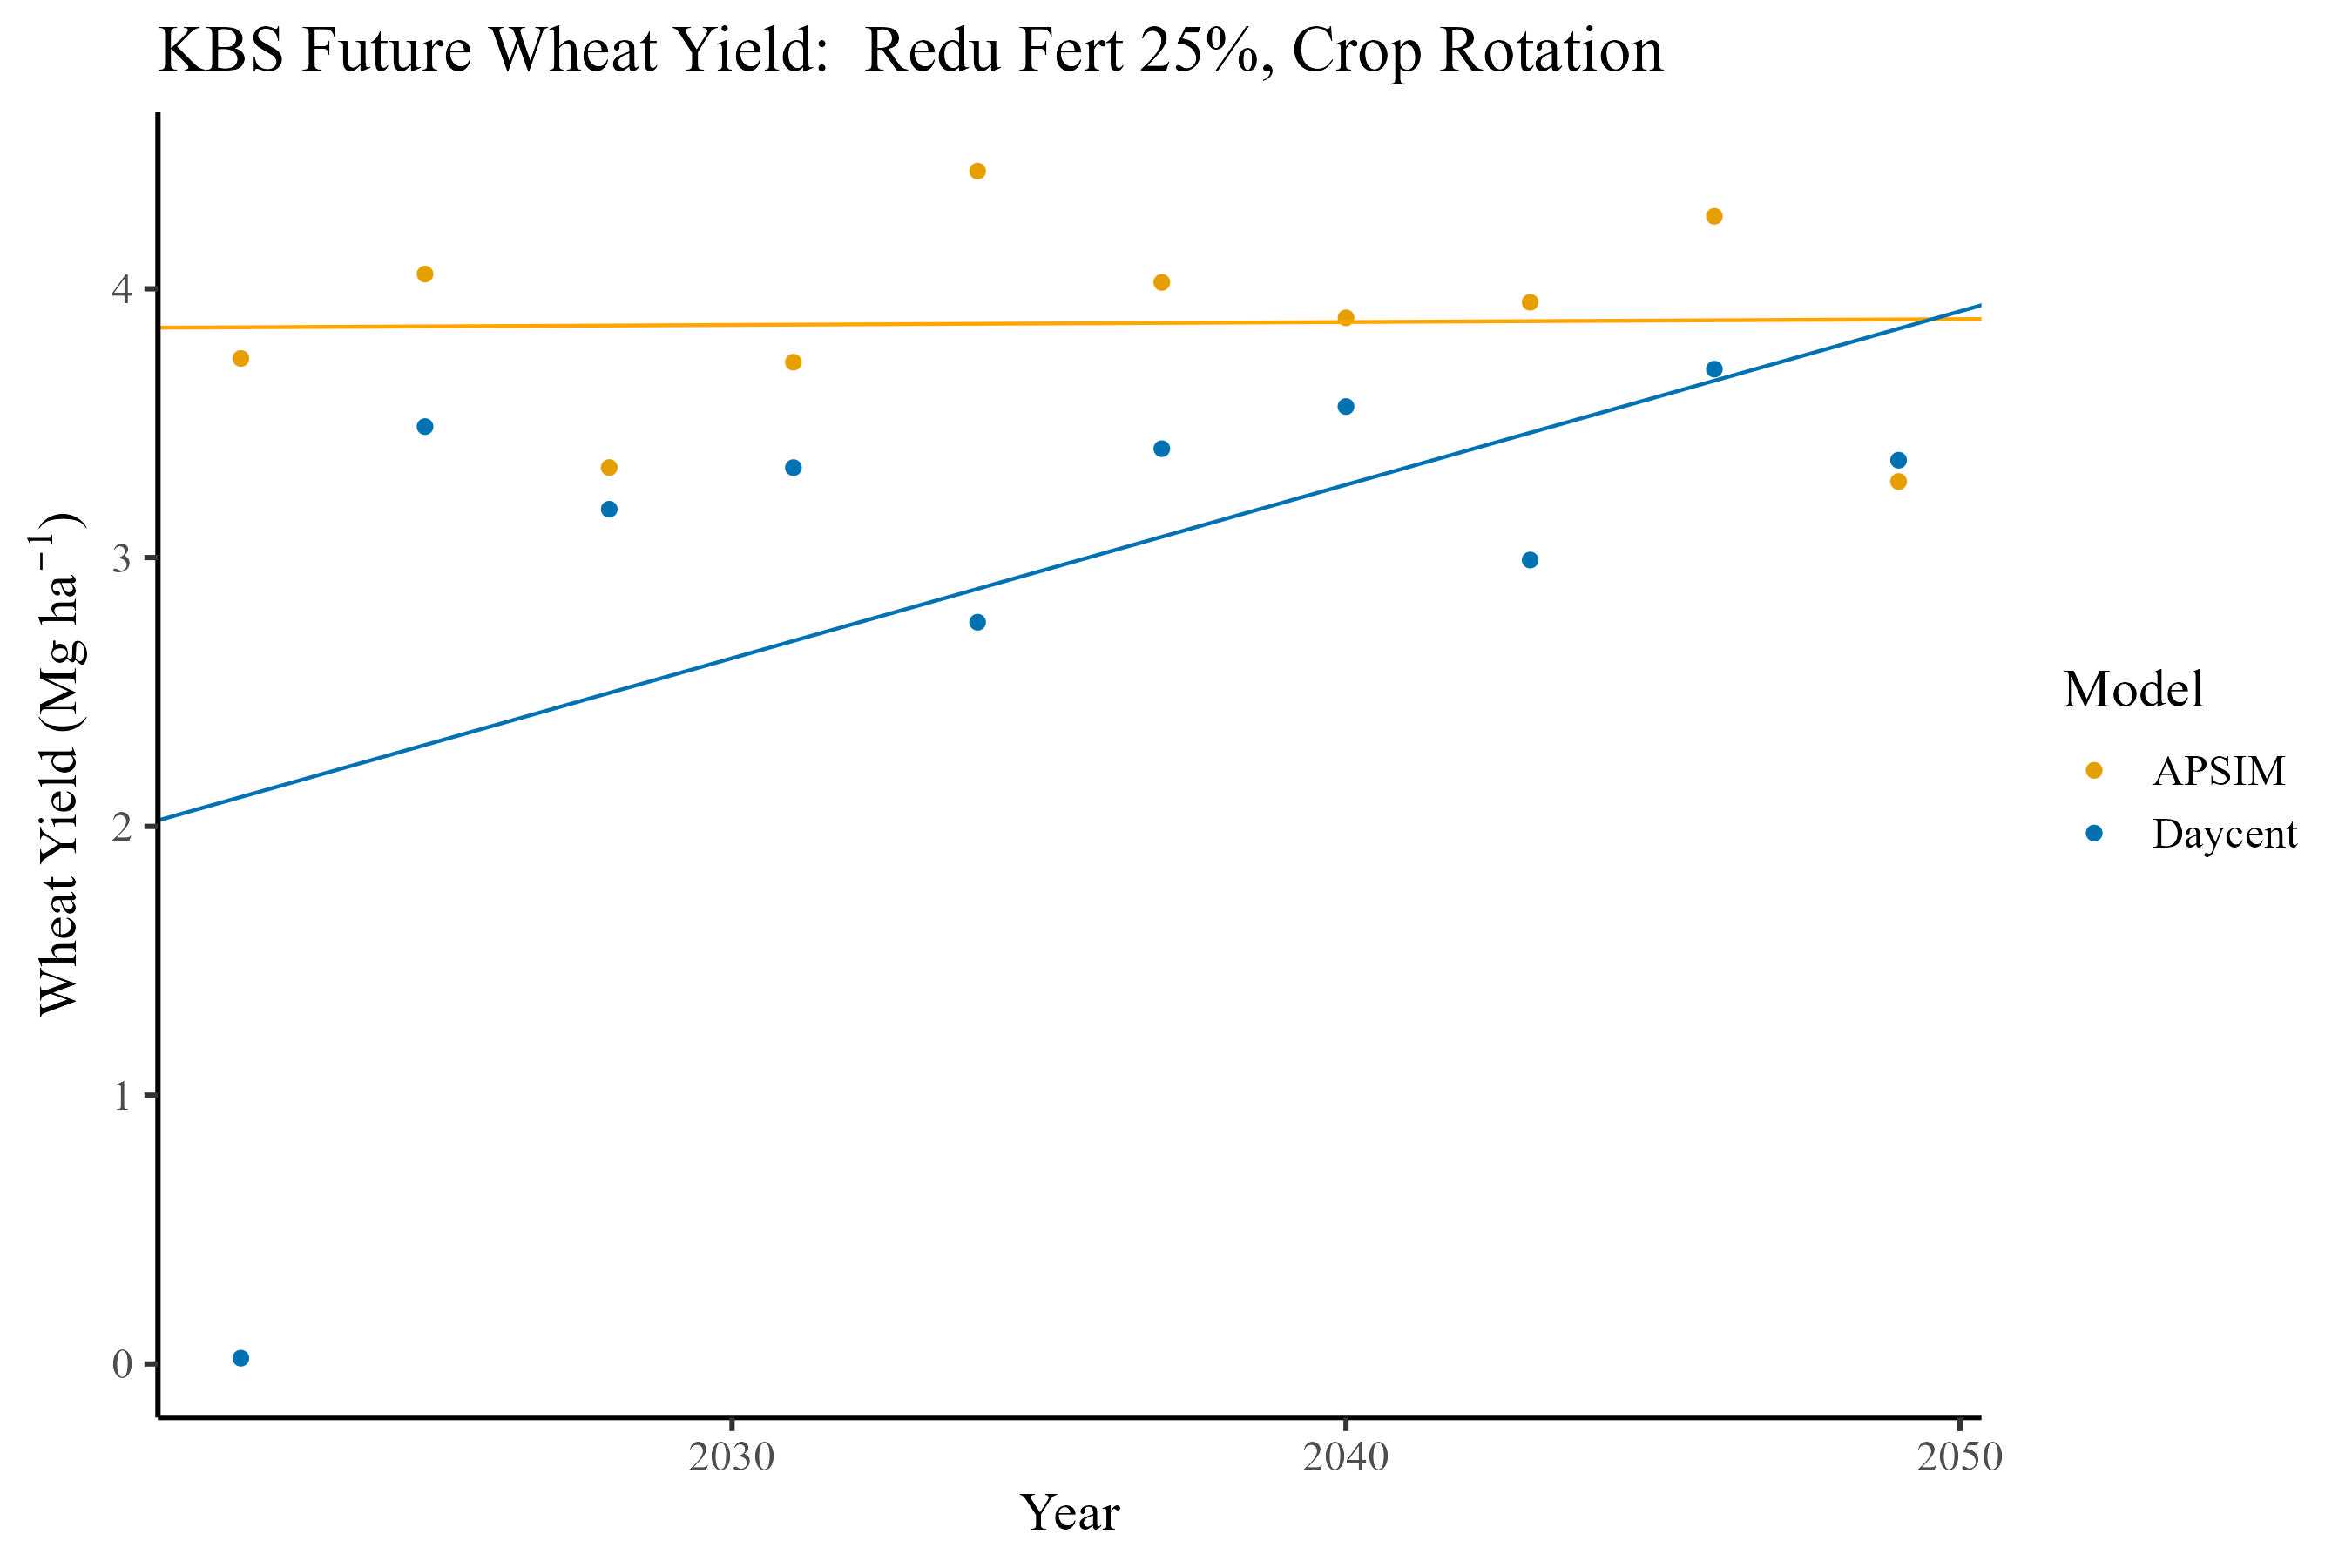 KBS Future Wheat Yield:  Redu Fert 25%, Crop Rotation
Wheat Yield (Mg ha⁻¹)
4
3
2
1
0
2030
2040
2050
Year
Model
APSIM
Daycent